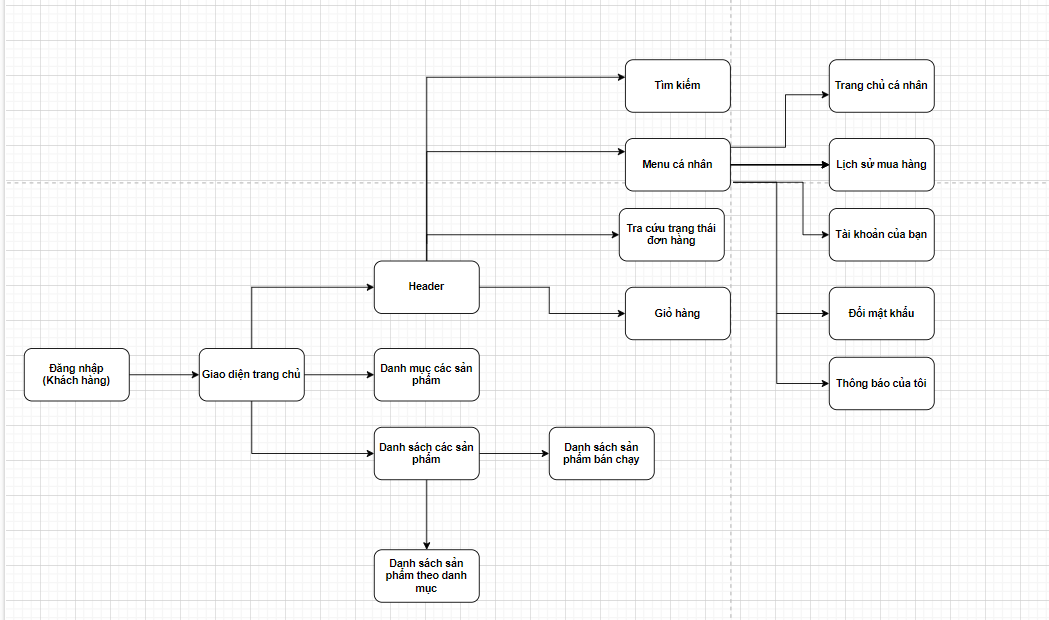 Tìm kiếm
Trang chủ cá nhân
Menu cá nhân
Lịch sử mua hàng
Tra cứu trạng thái
đơn hàng
Tài khoản của bạn
Header
Giỏ hàng
Đổi mật khẩu
Đăng nhập
(Khách hàng)
Giao diện trang chủ
Danh mục các sản
phẩm
Thông báo của tôi
Danh sách các sản
phẩm
Danh sách sản
phẩm bán chạy
Danh sách sản
phẩm theo danh
mục